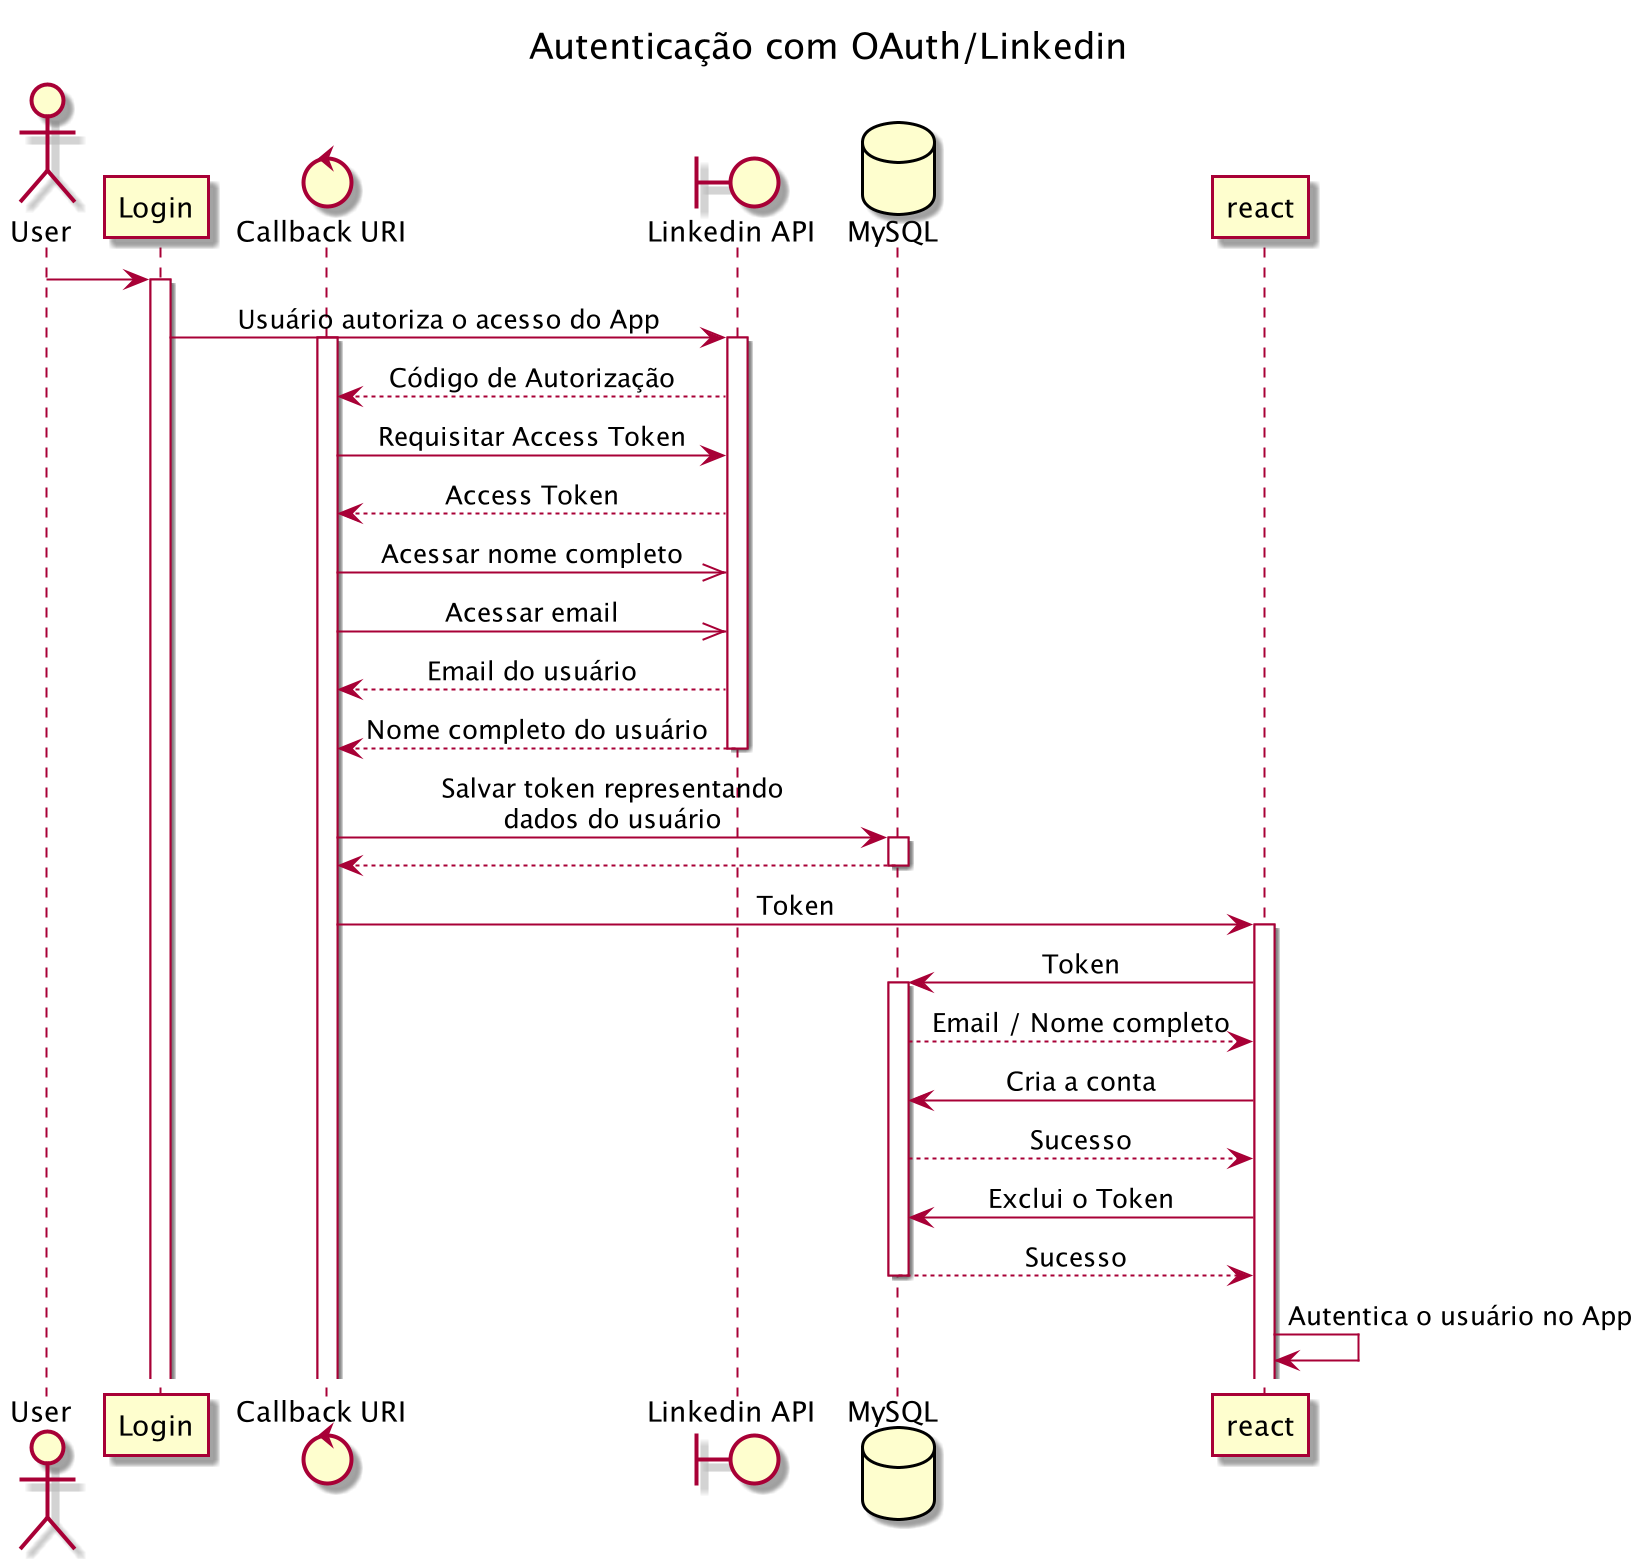 Autenticação com OAuth/Linkedin
User
Login
Callback URI
Linkedin API
MySQL
react
Usuário autoriza o acesso do App
Código de Autorização
Requisitar Access Token
Access Token
Acessar nome completo
Acessar email
Email do usuário
Nome completo do usuário
Salvar token representando
dados do usuário
Token
Token
Email / Nome completo
Cria a conta
Sucesso
Exclui o Token
Sucesso
Autentica o usuário no App
User
Login
Callback URI
Linkedin API
MySQL
react